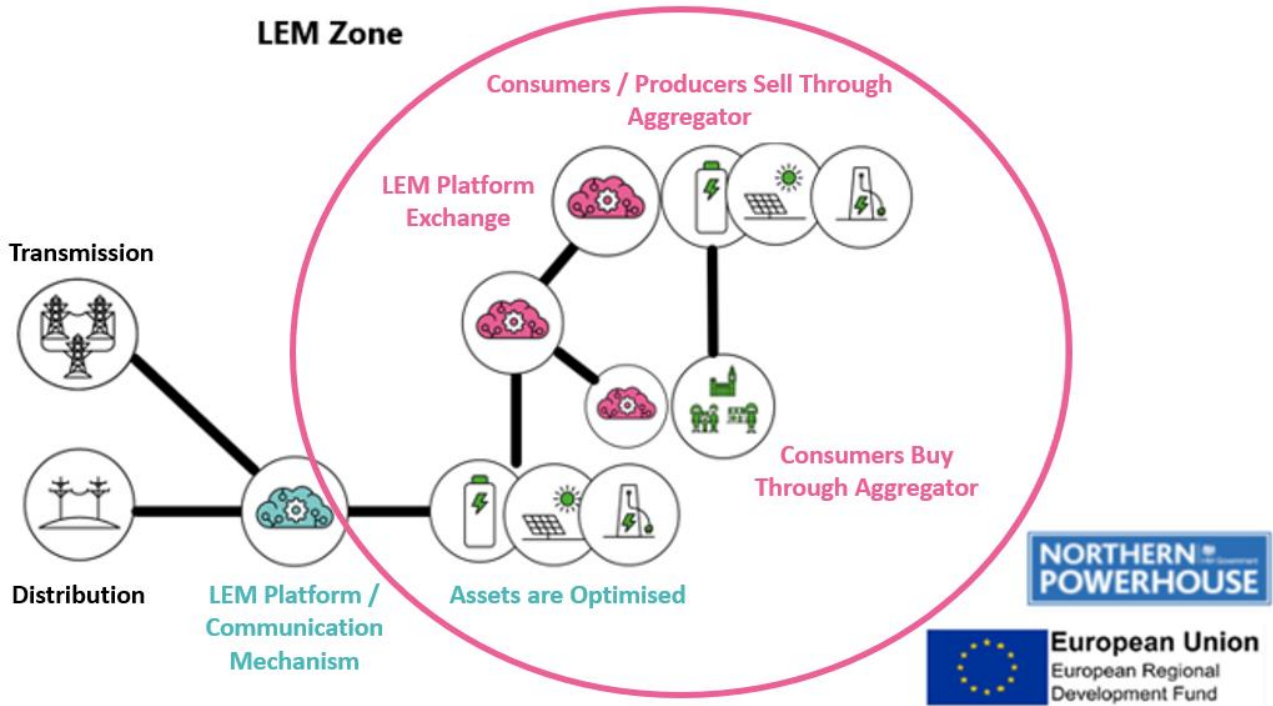 LEM Zone
Consumers / Producers Sell Through
Aggregator
LEM Platform
Exchange
Transmission
Consumers Buy
Through Aggregator
Distribution
LEM Platform /
Communication
Mechanism
Assets are Optimised
NORTHERN
POWERHOUSE
European Union
European Regional
Development Fund